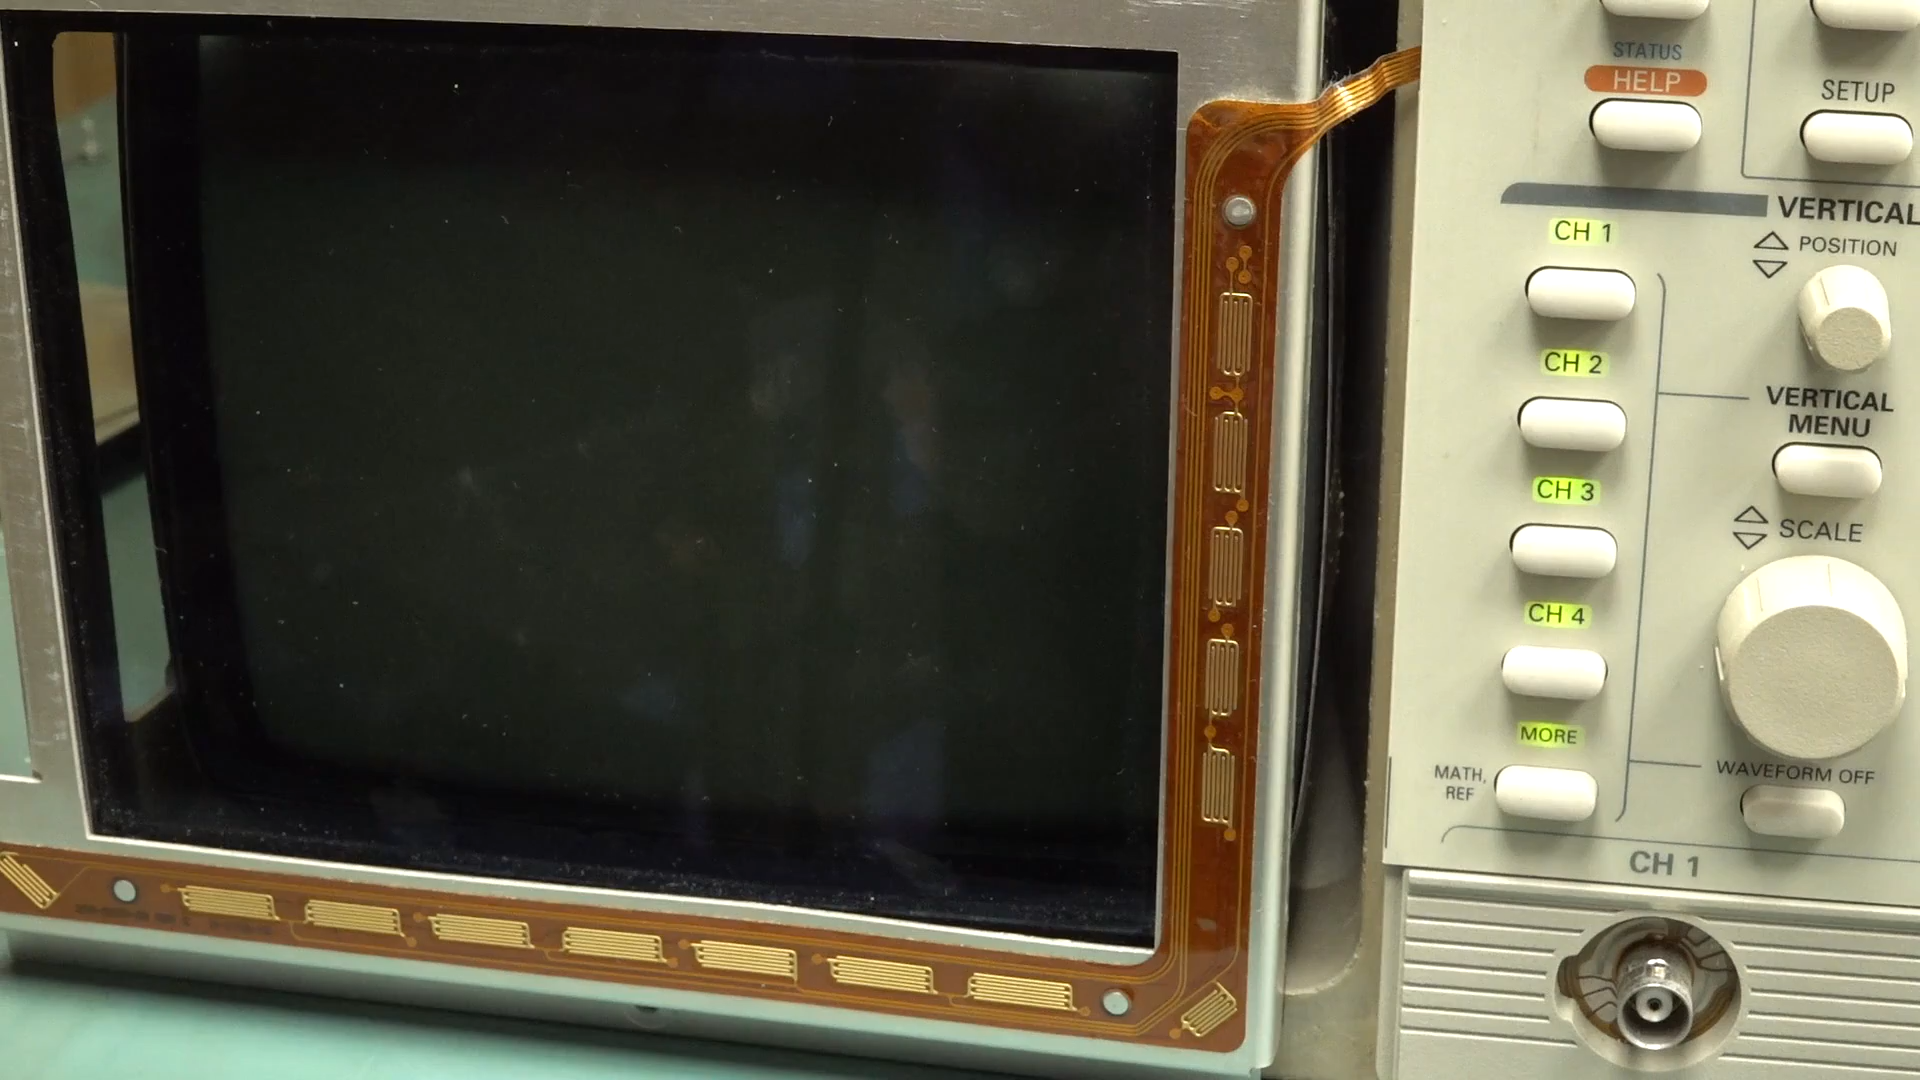 STATUS
HELP
SETUP
VERTICAL
CH 1
POSITION
CH 2
VERTICAL
MENU
CH 3
SCALE
CH 4
MORE
MATH,
REF
WAVEFORM OFF
CH 1